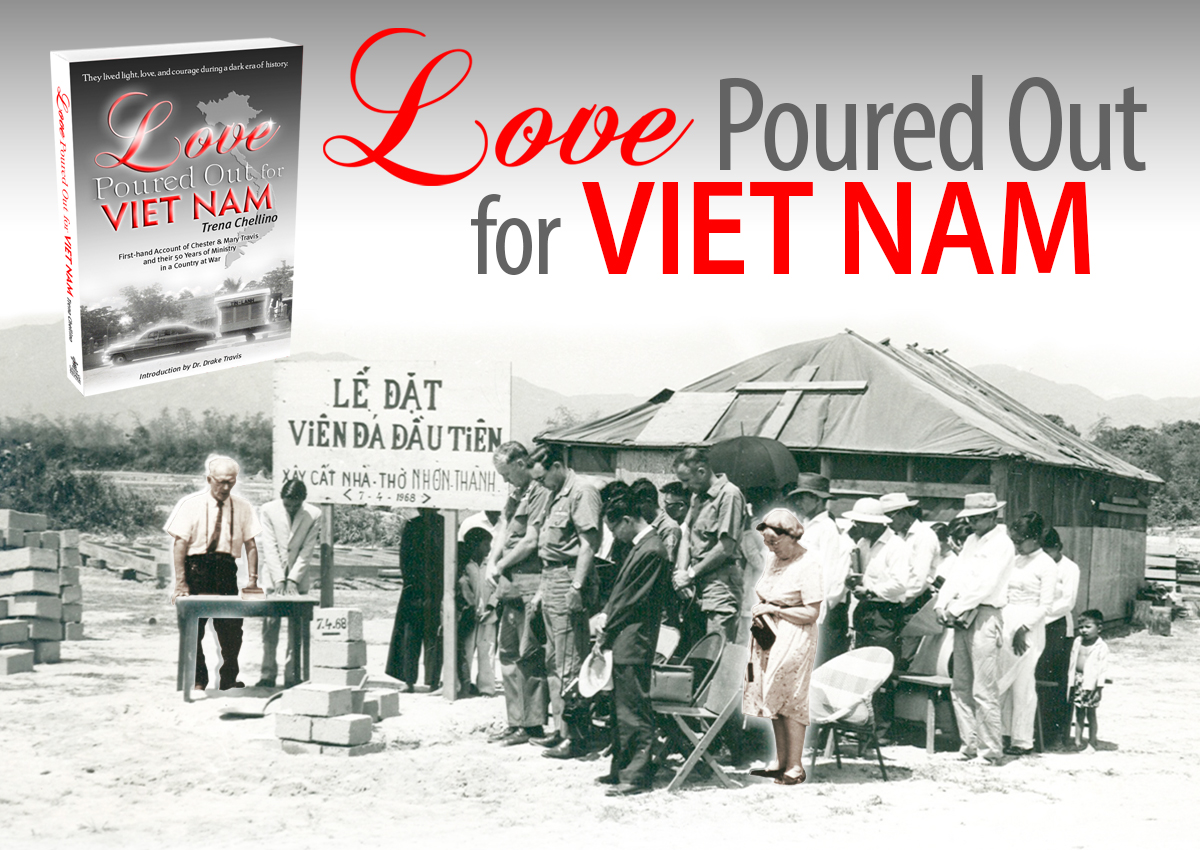 They lived light, love, and courage during a dark era of history.
Love
Poured Out for
VIET NAM
Trena Chellino
First-hand Account of Chester & Mary Travis
and their 50 Years of Ministry
in a Country at War
Introduction by Dr. Drake Travis
Love Poured Out for VIET NAM Trena Chellino
Love Poured Out
for VIET NAM
LỄ ĐẶT
VIÊN ĐÁ ĐẦU TIÊN
XÂY CẤT NHÀ-THỜ NHƠN-THÀNH
< 7-4-1968 >
7.4.68